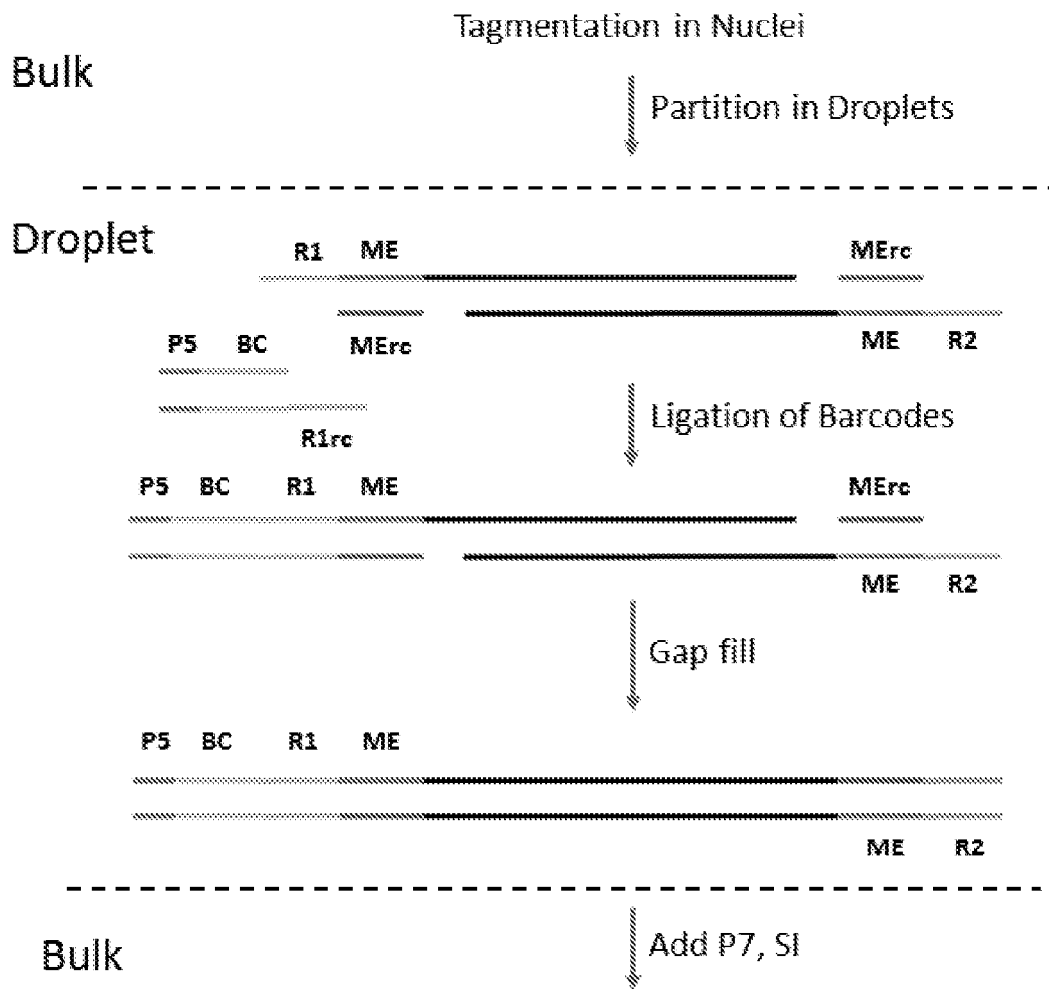 Tagmentation in Nuclei
Bulk
Partition in Droplets
Droplet
R1 ME MErc
P5 BC MErc ME R2
Ligation of Barcodes
R1rc
P5 BC R1 ME MErc
ME R2
Gap fill
P5 BC R1 ME
ME R2
Bulk
Add P7, SI